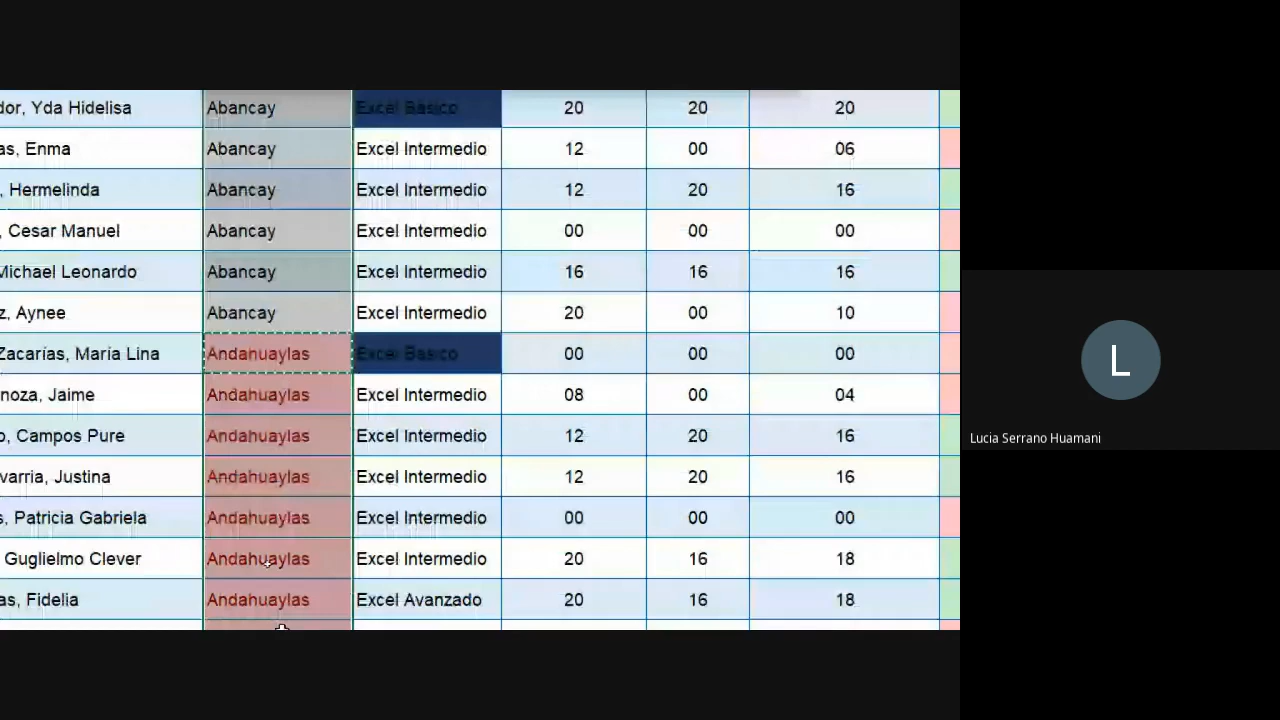 dor, Yda Hidelisa Abancay Excel Basico 20 20 20
as, Enma Abancay Excel Intermedio 12 00 06
, Hermelinda Abancay Excel Intermedio 12 20 16
, Cesar Manuel Abancay Excel Intermedio 00 00 00
Michael Leonardo Abancay Excel Intermedio 16 16 16
z, Aynee Abancay Excel Intermedio 20 00 10
Zacarías, María Lina Andahuaylas Excel Basico 00 00 00
noza, Jaime Andahuaylas Excel Intermedio 08 00 04
o, Campos Pure Andahuaylas Excel Intermedio 12 20 16
varria, Justina Andahuaylas Excel Intermedio 12 20 16
s, Patricia Gabriela Andahuaylas Excel Intermedio 00 00 00
Guglielmo Clever Andahuaylas Excel Intermedio 20 16 18
as, Fidelia Andahuaylas Excel Avanzado 20 16 18
L
Lucia Serrano Huamani